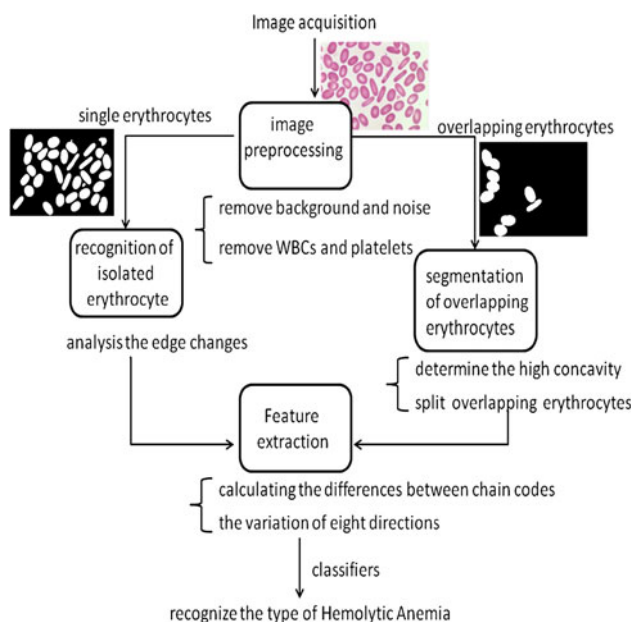 Image acquisition
single erythrocytes
image
preprocessing
overlapping erythrocytes
remove background and noise
remove WBCs and platelets
recognition of
isolated
erythrocyte
segmentation
of overlapping
erythrocytes
analysis the edge changes
determine the high concavity
split overlapping erythrocytes
Feature
extraction
calculating the differences between chain codes
the variation of eight directions
classifiers
recognize the type of Hemolytic Anemia